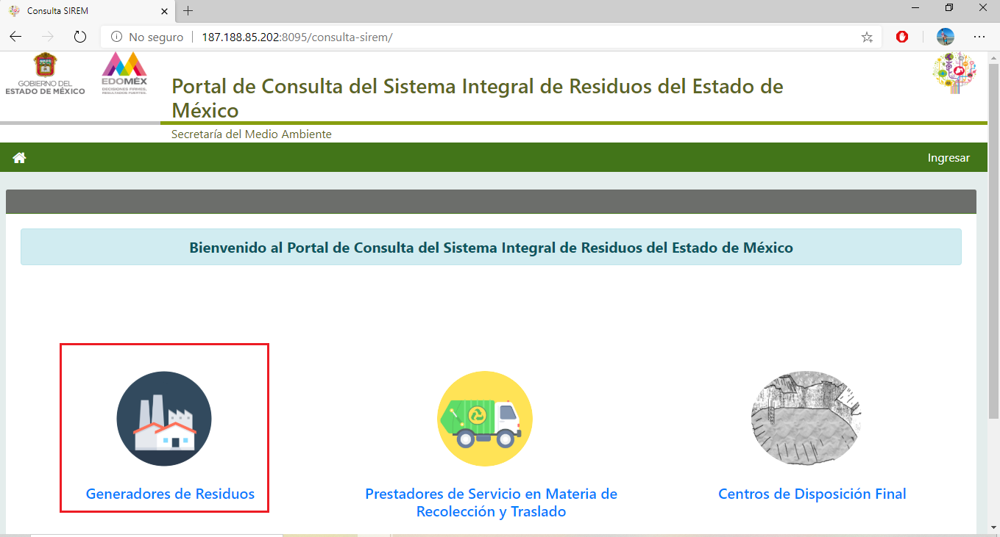 Consulta SIREM
No seguro
187.188.85.202:8095/consulta-sirem/
GOBIERNO DEL
ESTADO DE MÉXICO
EDOMÉX
DECISIONES FIRMES,
RESULTADOS FUERTES.
Portal de Consulta del Sistema Integral de Residuos del Estado de
México
Secretaría del Medio Ambiente
Ingresar
Bienvenido al Portal de Consulta del Sistema Integral de Residuos del Estado de México
Generadores de Residuos
Prestadores de Servicio en Materia de
Recolección y Traslado
Centros de Disposición Final